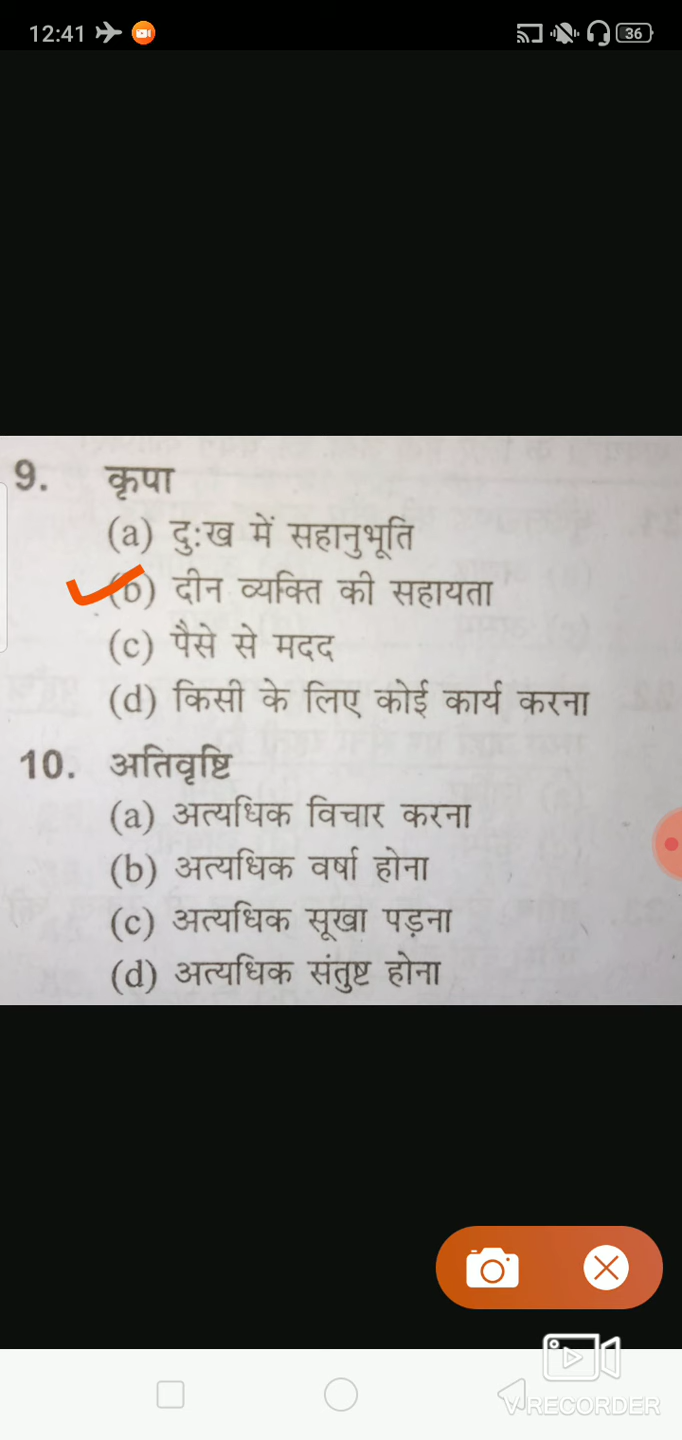 12:41
36
9. कृपा
(a) दुःख में सहानुभूति
(b) दीन व्यक्ति की सहायता
(c) पैसे से मदद
(d) किसी के लिए कोई कार्य करना
10. अतिवृष्टि
(a) अत्यधिक विचार करना
(b) अत्यधिक वर्षा होना
(c) अत्यधिक सूखा पड़ना
(d) अत्यधिक संतुष्ट होना
V RECORDER